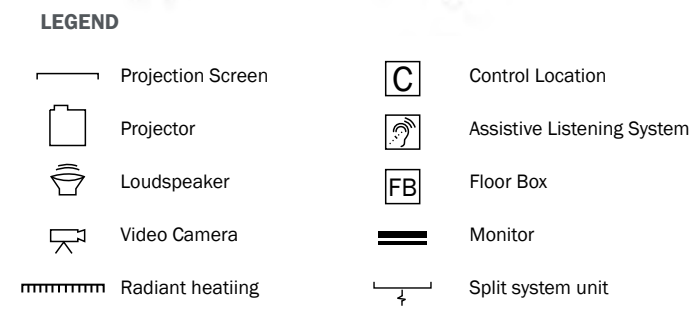 LEGEND
Projection Screen
Projector
Loudspeaker
Video Camera
Radiant heatiing
C Control Location
Assistive Listening System
FB Floor Box
Monitor
Split system unit